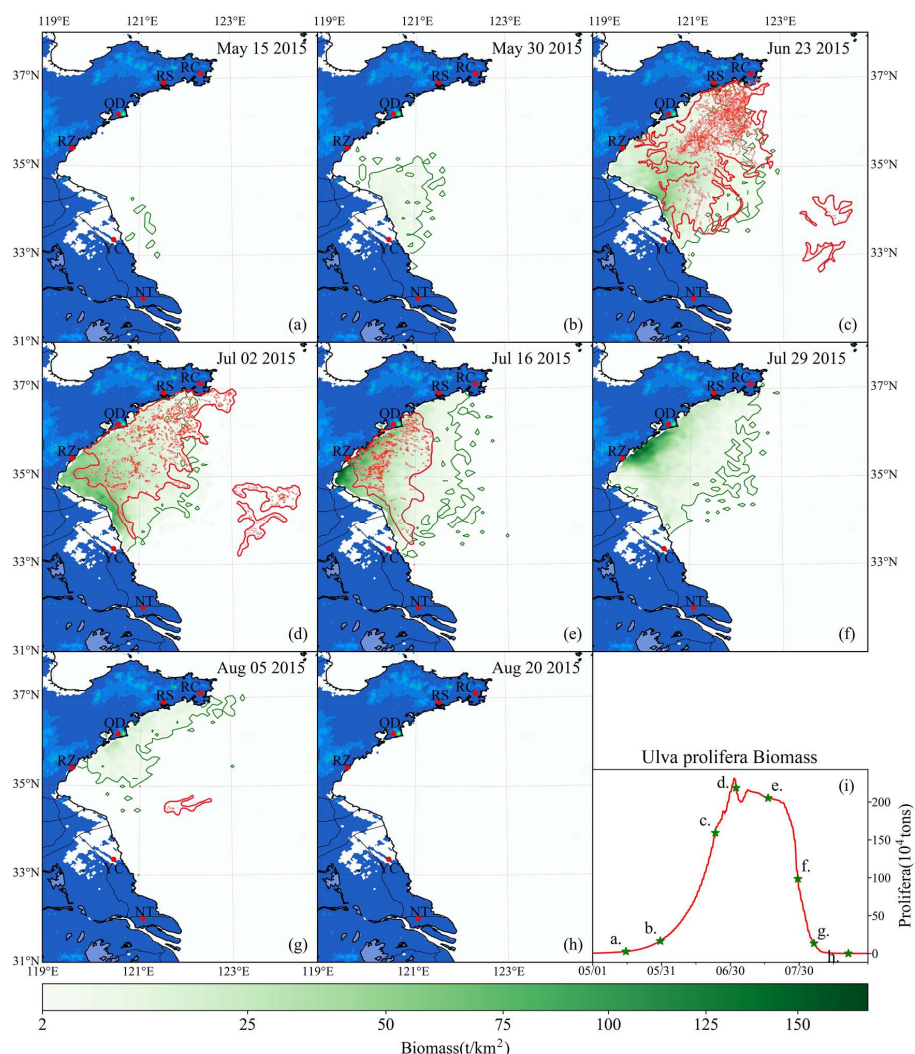 119°E 121°E 123°E 119°E 121°E 123°E 119°E 121°E 123°E
May 15 2015
37°N
RC
RS
QD
RZ
35°N
33°N
YC
NT
31°N
(a)
May 30 2015
RC
RS
QD
RZ
YC
NT
(b)
Jun 23 2015
37°N
RC
RS
QD
RZ
35°N
33°N
YC
NT
31°N
(c)
Jul 02 2015
37°N
RC
RS
QD
RZ
35°N
33°N
YC
NT
31°N
(d)
Jul 16 2015
RC
RS
QD
RZ
YC
NT
(e)
Jul 29 2015
37°N
RC
RS
QD
RZ
35°N
33°N
YC
NT
31°N
(f)
Aug 05 2015
37°N
RC
RS
QD
RZ
35°N
33°N
YC
NT
31°N
(g)
119°E 121°E 123°E
Aug 20 2015
RC
RS
QD
RZ
YC
NT
(h)
119°E 121°E 123°E
Ulva prolifera Biomass
(i)
a.
b.
c.
d.
e.
f.
g.
h.
200
150
100
50
0
Prolifera(10⁴tons)
05/01 05/31 06/30 07/30
2 25 50 75 100 125 150
Biomass(t/km²)